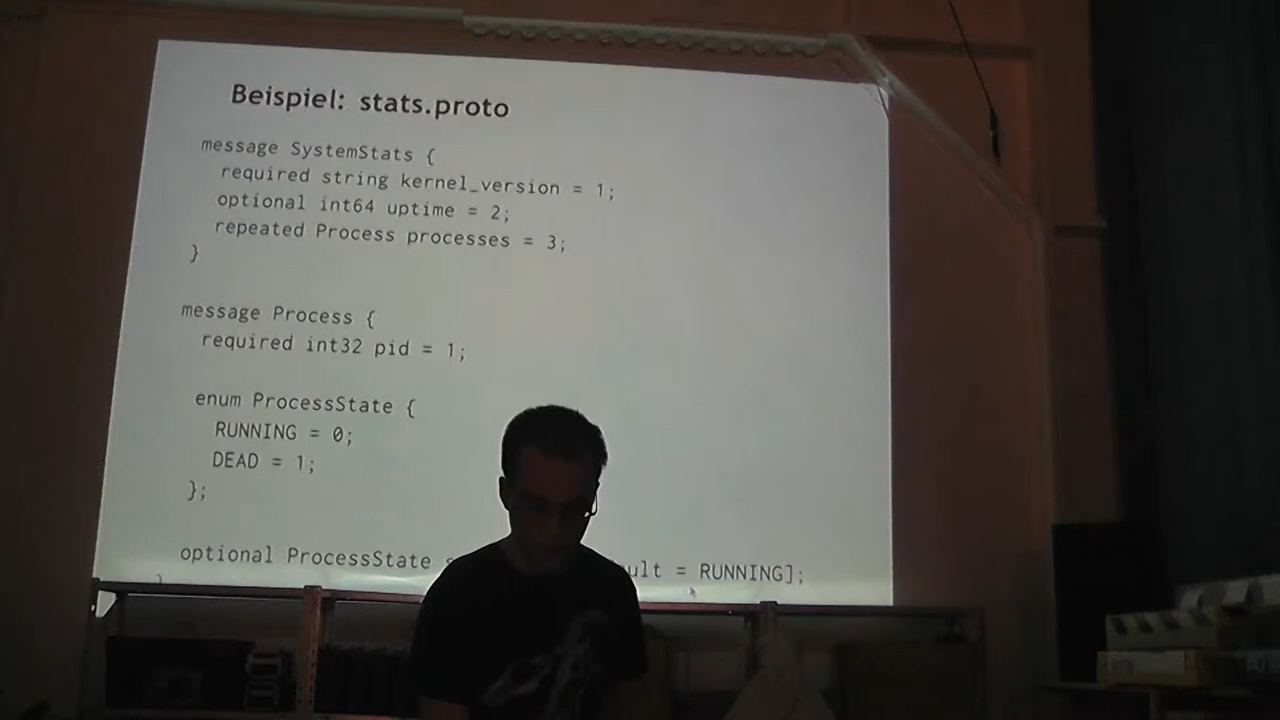 Beispiel: stats.proto
message SystemStats {
required string kernel_version = 1;
optional int64 uptime = 2;
repeated Process processes = 3;
}
message Process {
required int32 pid = 1;
enum ProcessState {
RUNNING = 0;
DEAD = 1;
};
optional ProcessState = RUNNING];